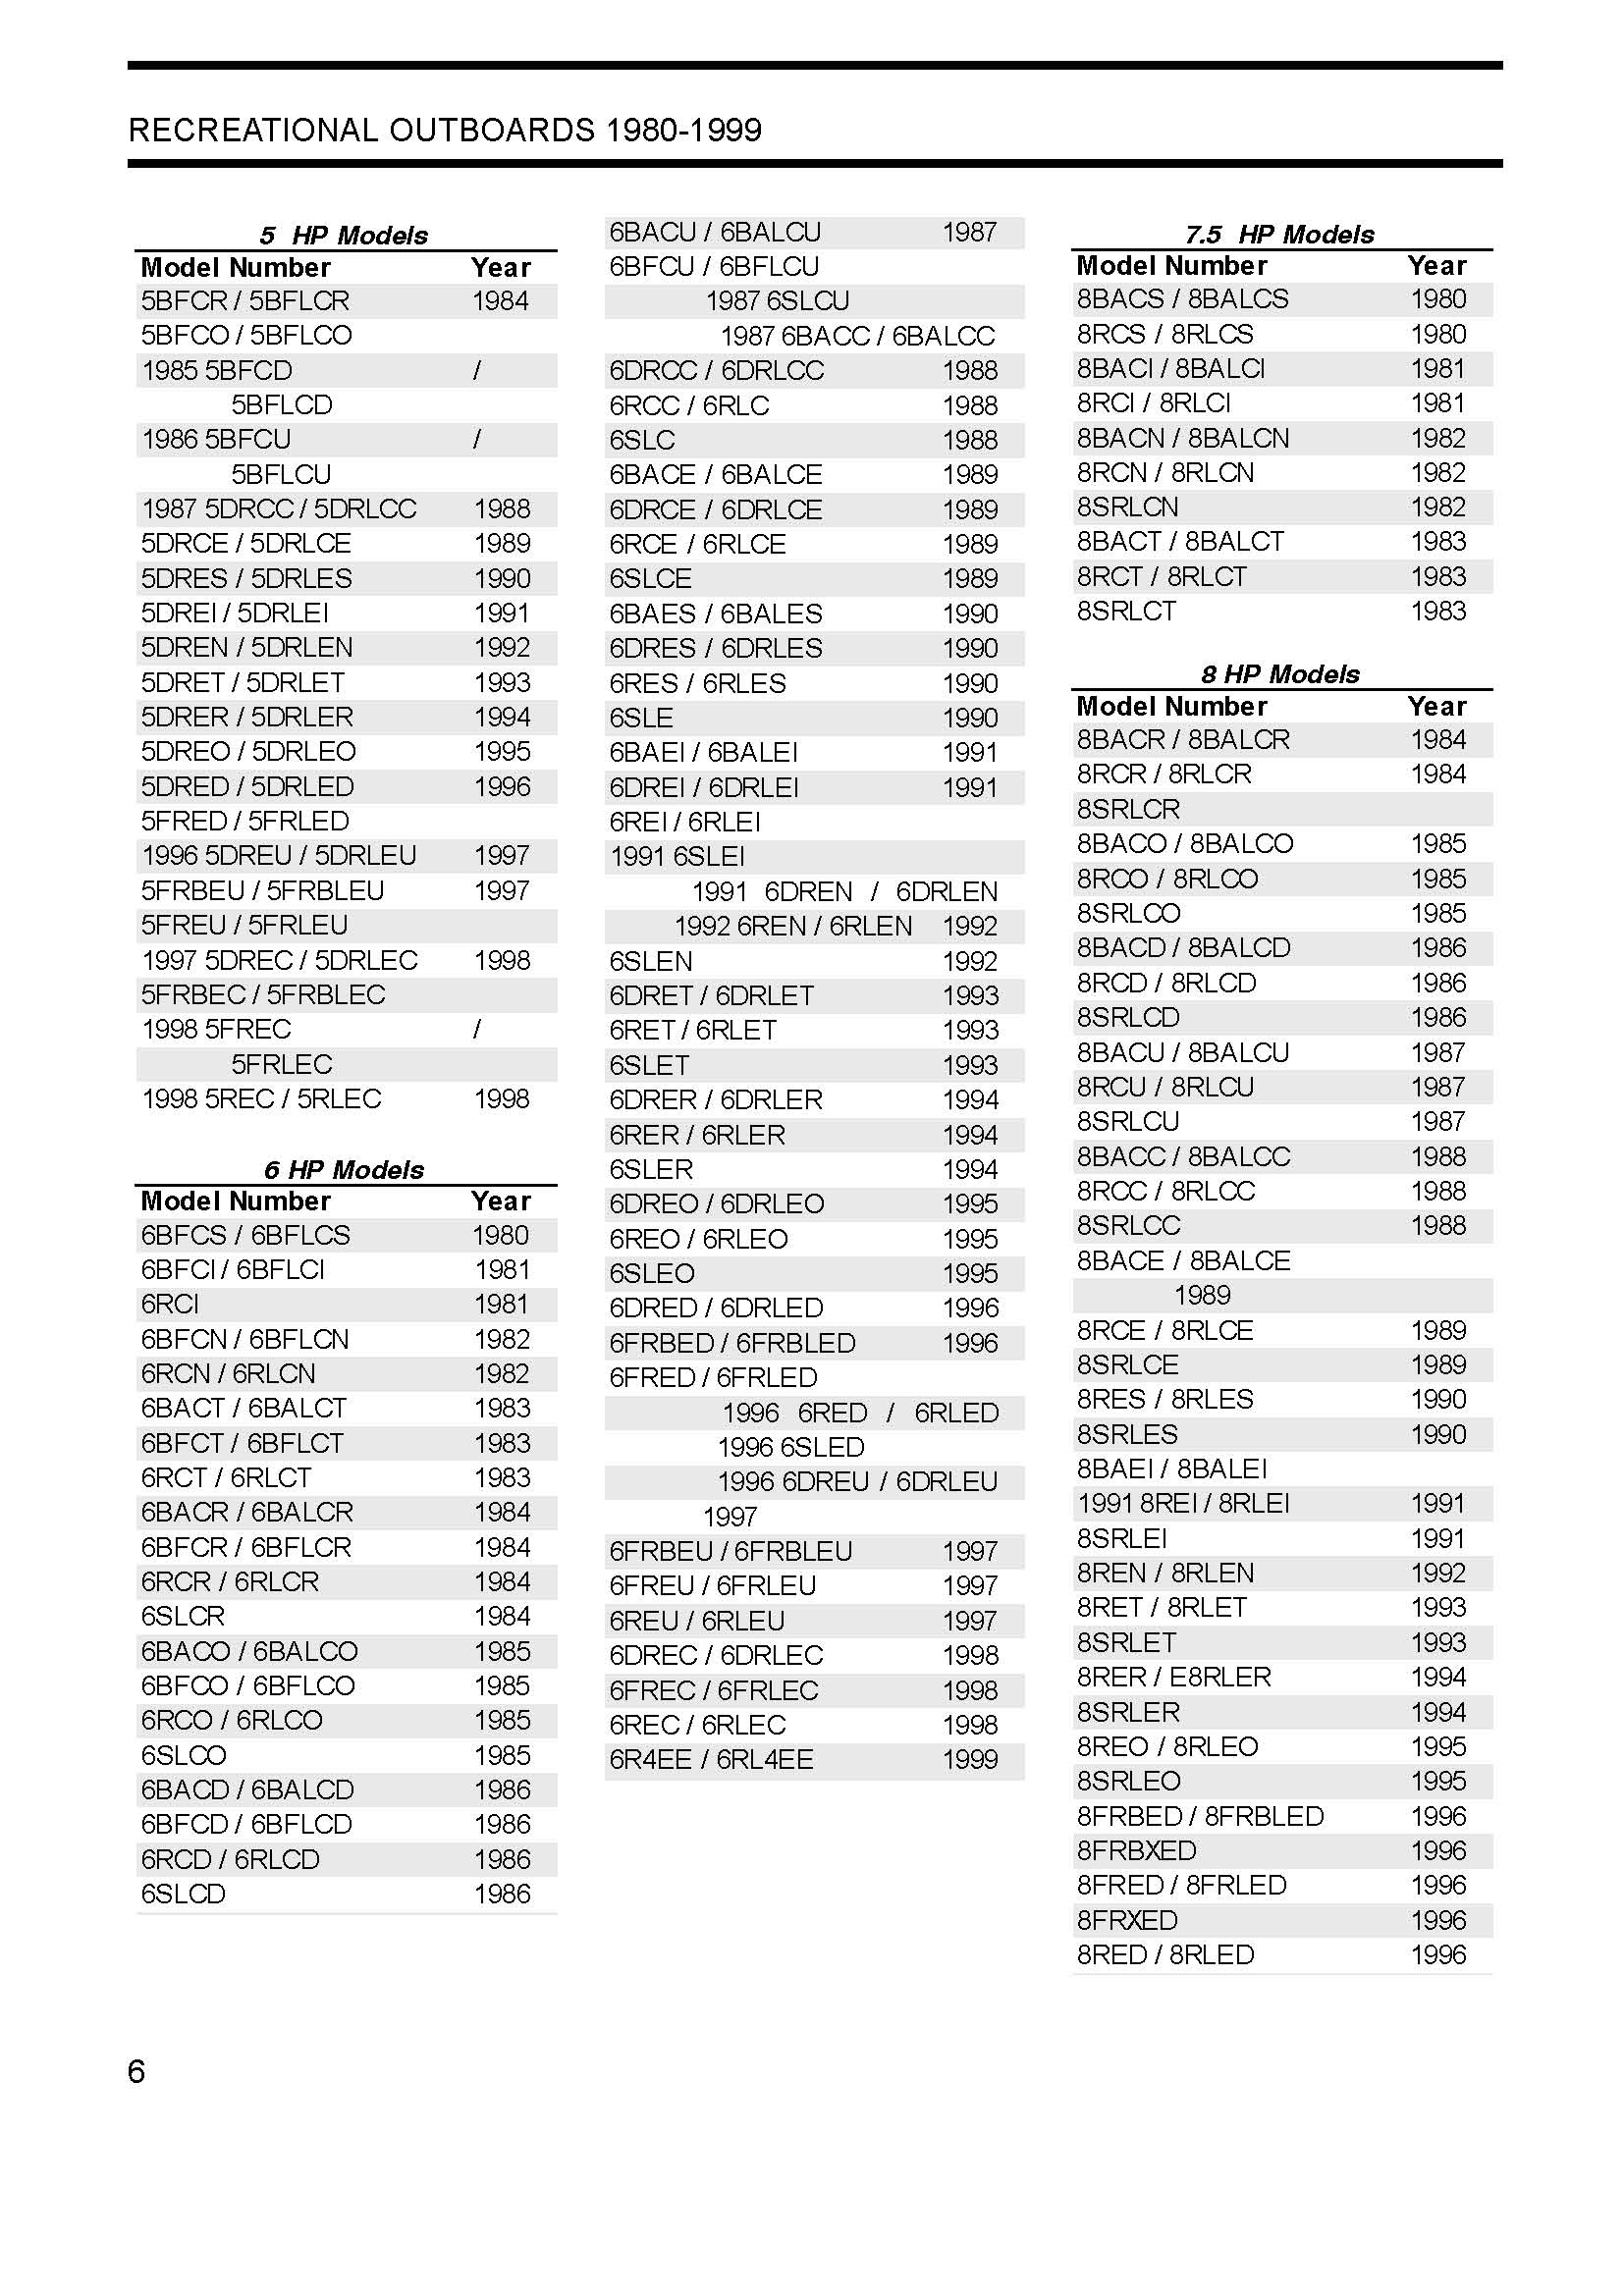 RECREATIONAL OUTBOARDS 1980-1999
5 HP Models
Model Number Year
5BFCR / 5BFLCR 1984
5BFCO / 5BFLCO
1985 5BFCD /
5BFLCD
1986 5BFCU /
5BFLCU
1987 5DRCC / 5DRLCC 1988
5DRCE / 5DRLCE 1989
5DRES / 5DRLES 1990
5DREI / 5DRLEI 1991
5DREN / 5DRLEN 1992
5DRET / 5DRLET 1993
5DRER / 5DRLER 1994
5DREO / 5DRLEO 1995
5DRED / 5DRLED 1996
5FRED / 5FRLED
1996 5DREU / 5DRLEU 1997
5FRBEU / 5FRBLEU 1997
5FREU / 5FRLEU
1997 5DREC / 5DRLEC 1998
5FRBEC / 5FRBLEC
1998 5FREC /
5FRLEC
1998 5REC / 5RLEC 1998
6 HP Models
Model Number Year
6BFCS / 6BFLCS 1980
6BFCI / 6BFLCI 1981
6RCI 1981
6BFCN / 6BFLCN 1982
6RCN / 6RLCN 1982
6BACT / 6BALCT 1983
6BFCT / 6BFLCT 1983
6RCT / 6RLCT 1983
6BACR / 6BALCR 1984
6BFCR / 6BFLCR 1984
6RCR / 6RLCR 1984
6SLCR 1984
6BACO / 6BALCO 1985
6BFCO / 6BFLCO 1985
6RCO / 6RLCO 1985
6SLCO 1985
6BACD / 6BALCD 1986
6BFCD / 6BFLCD 1986
6RCD / 6RLCD 1986
6SLCD 1986
6BACU / 6BALCU 1987
6BFCU / 6BFLCU
1987 6SLCU
1987 6BACC / 6BALCC
6DRCC / 6DRLCC 1988
6RCC / 6RLC 1988
6SLC 1988
6BACE / 6BALCE 1989
6DRCE / 6DRLCE 1989
6RCE / 6RLCE 1989
6SLCE 1989
6BAES / 6BALES 1990
6DRES / 6DRLES 1990
6RES / 6RLES 1990
6SLE 1990
6BAEI / 6BALEI 1991
6DREI / 6DRLEI 1991
6REI / 6RLEI
1991 6SLEI
1991 6DREN / 6DRLEN
1992 6REN / 6RLEN 1992
6SLEN 1992
6DRET / 6DRLET 1993
6RET / 6RLET 1993
6SLET 1993
6DRER / 6DRLER 1994
6RER / 6RLER 1994
6SLER 1994
6DREO / 6DRLEO 1995
6REO / 6RLEO 1995
6SLEO 1995
6DRED / 6DRLED 1996
6FRBED / 6FRBLED 1996
6FRED / 6FRLED
1996 6RED / 6RLED
1996 6SLED
1996 6DREU / 6DRLEU
1997
6FRBEU / 6FRBLEU 1997
6FREU / 6FRLEU 1997
6REU / 6RLEU 1997
6DREC / 6DRLEC 1998
6FREC / 6FRLEC 1998
6REC / 6RLEC 1998
6R4EE / 6RL4EE 1999
7.5 HP Models
Model Number Year
8BACS / 8BALCS 1980
8RCS / 8RLCS 1980
8BACI / 8BALCI 1981
8RCI / 8RLCI 1981
8BACN / 8BALCN 1982
8RCN / 8RLCN 1982
8SRLCN 1982
8BACT / 8BALCT 1983
8RCT / 8RLCT 1983
8SRLCT 1983
8 HP Models
Model Number Year
8BACR / 8BALCR 1984
8RCR / 8RLCR 1984
8SRLCR
8BACO / 8BALCO 1985
8RCO / 8RLCO 1985
8SRLCO 1985
8BACD / 8BALCD 1986
8RCD / 8RLCD 1986
8SRLCD 1986
8BACU / 8BALCU 1987
8RCU / 8RLCU 1987
8SRLCU 1987
8BACC / 8BALCC 1988
8RCC / 8RLCC 1988
8SRLCC 1988
8BACE / 8BALCE
1989
8RCE / 8RLCE 1989
8SRLCE 1989
8RES / 8RLES 1990
8SRLES 1990
8BAEI / 8BALEI
1991 8REI / 8RLEI 1991
8SRLEI 1991
8REN / 8RLEN 1992
8RET / 8RLET 1993
8SRLET 1993
8RER / E8RLER 1994
8SRLER 1994
8REO / 8RLEO 1995
8SRLEO 1995
8FRBED / 8FRBLED 1996
8FRBXED 1996
8FRED / 8FRLED 1996
8FRXED 1996
8RED / 8RLED 1996
6